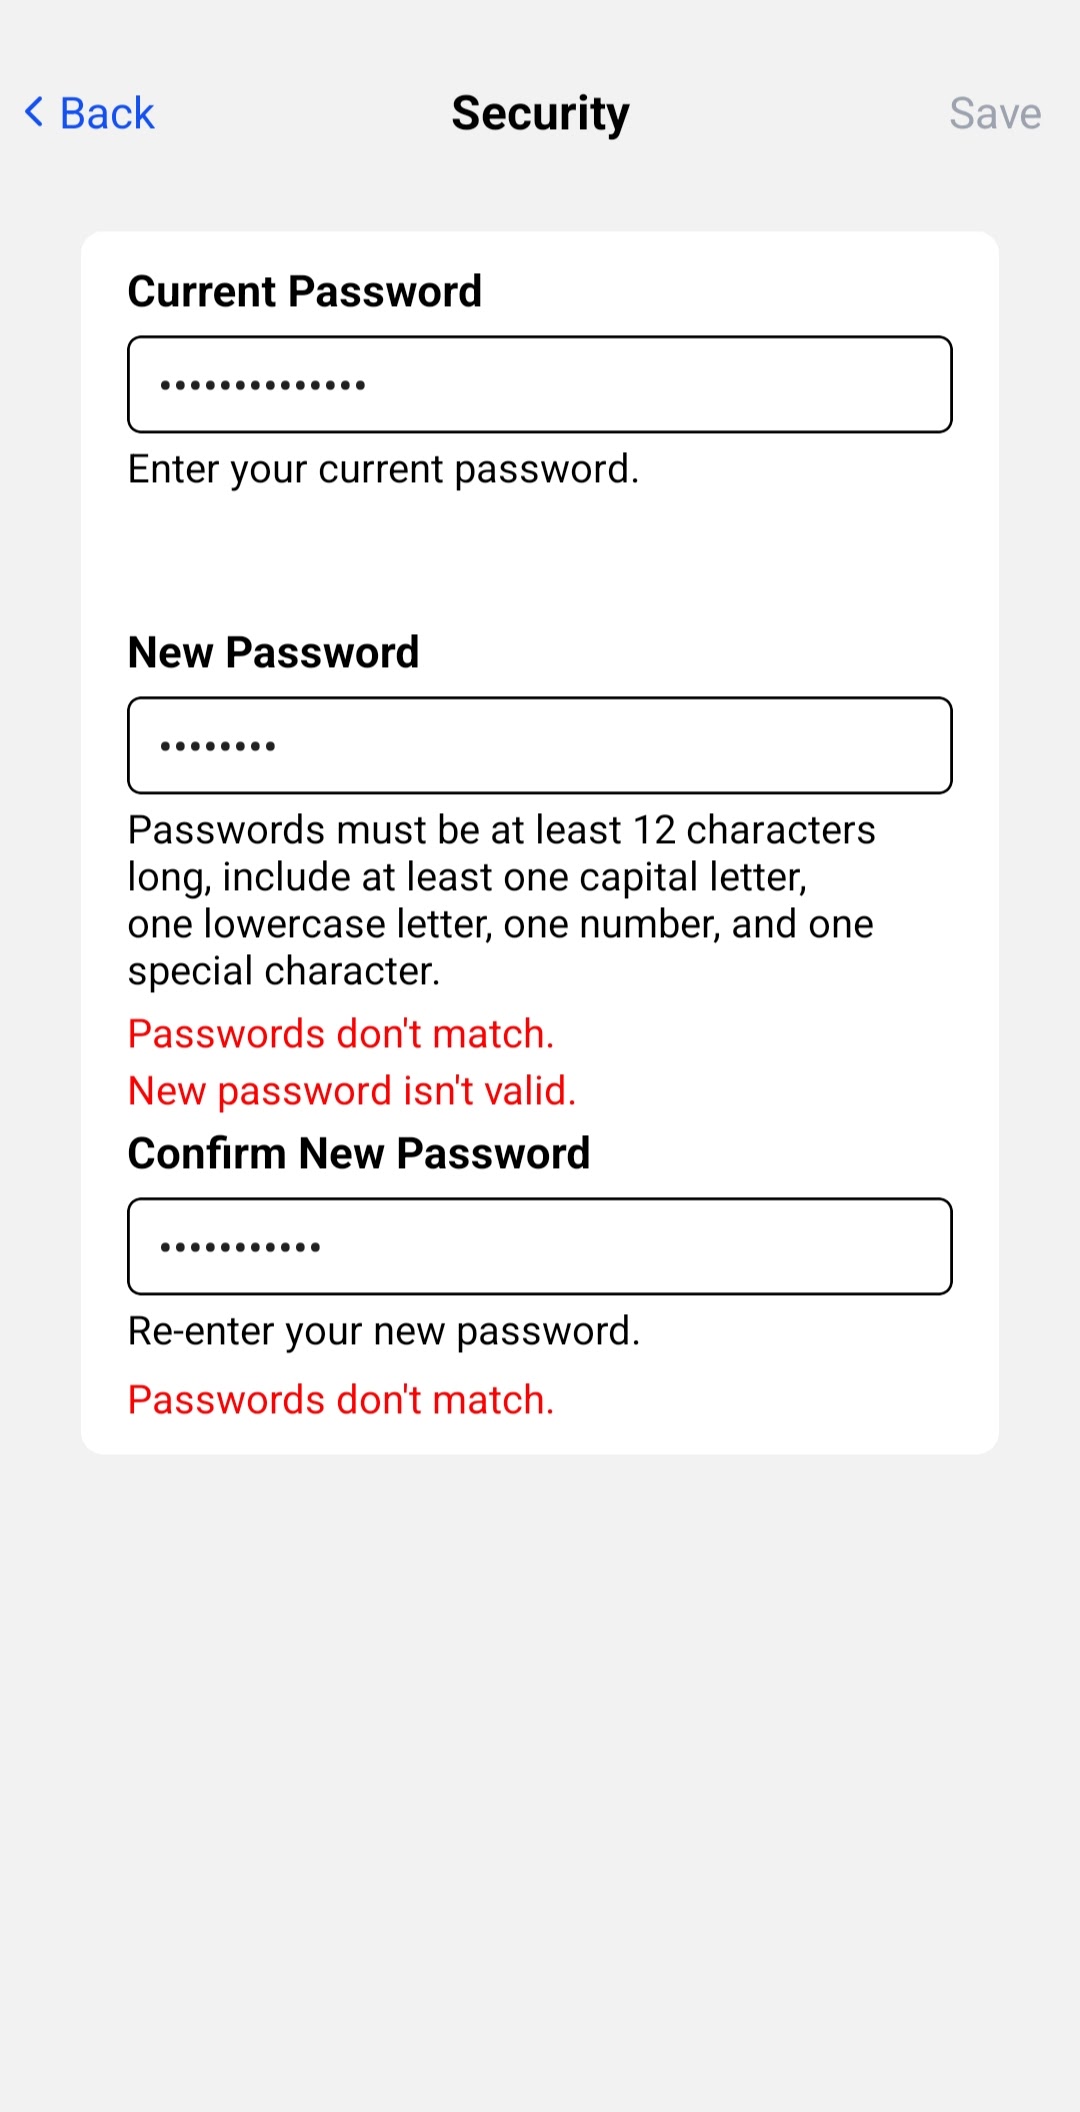 Back
Security
Save
Current Password
••••••••••••••
Enter your current password.
New Password
••••••••
Passwords must be at least 12 characters
long, include at least one capital letter,
one lowercase letter, one number, and one
special character.
Passwords don't match.
New password isn't valid.
Confirm New Password
•••••••••••
Re-enter your new password.
Passwords don't match.